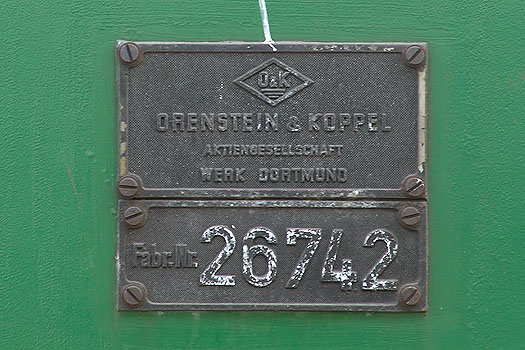 O&K
ORENSTEIN & KOPPEL
AKTIENGESELLSCHAFT
WERK DORTMUND
Fabr.Nr. 26742